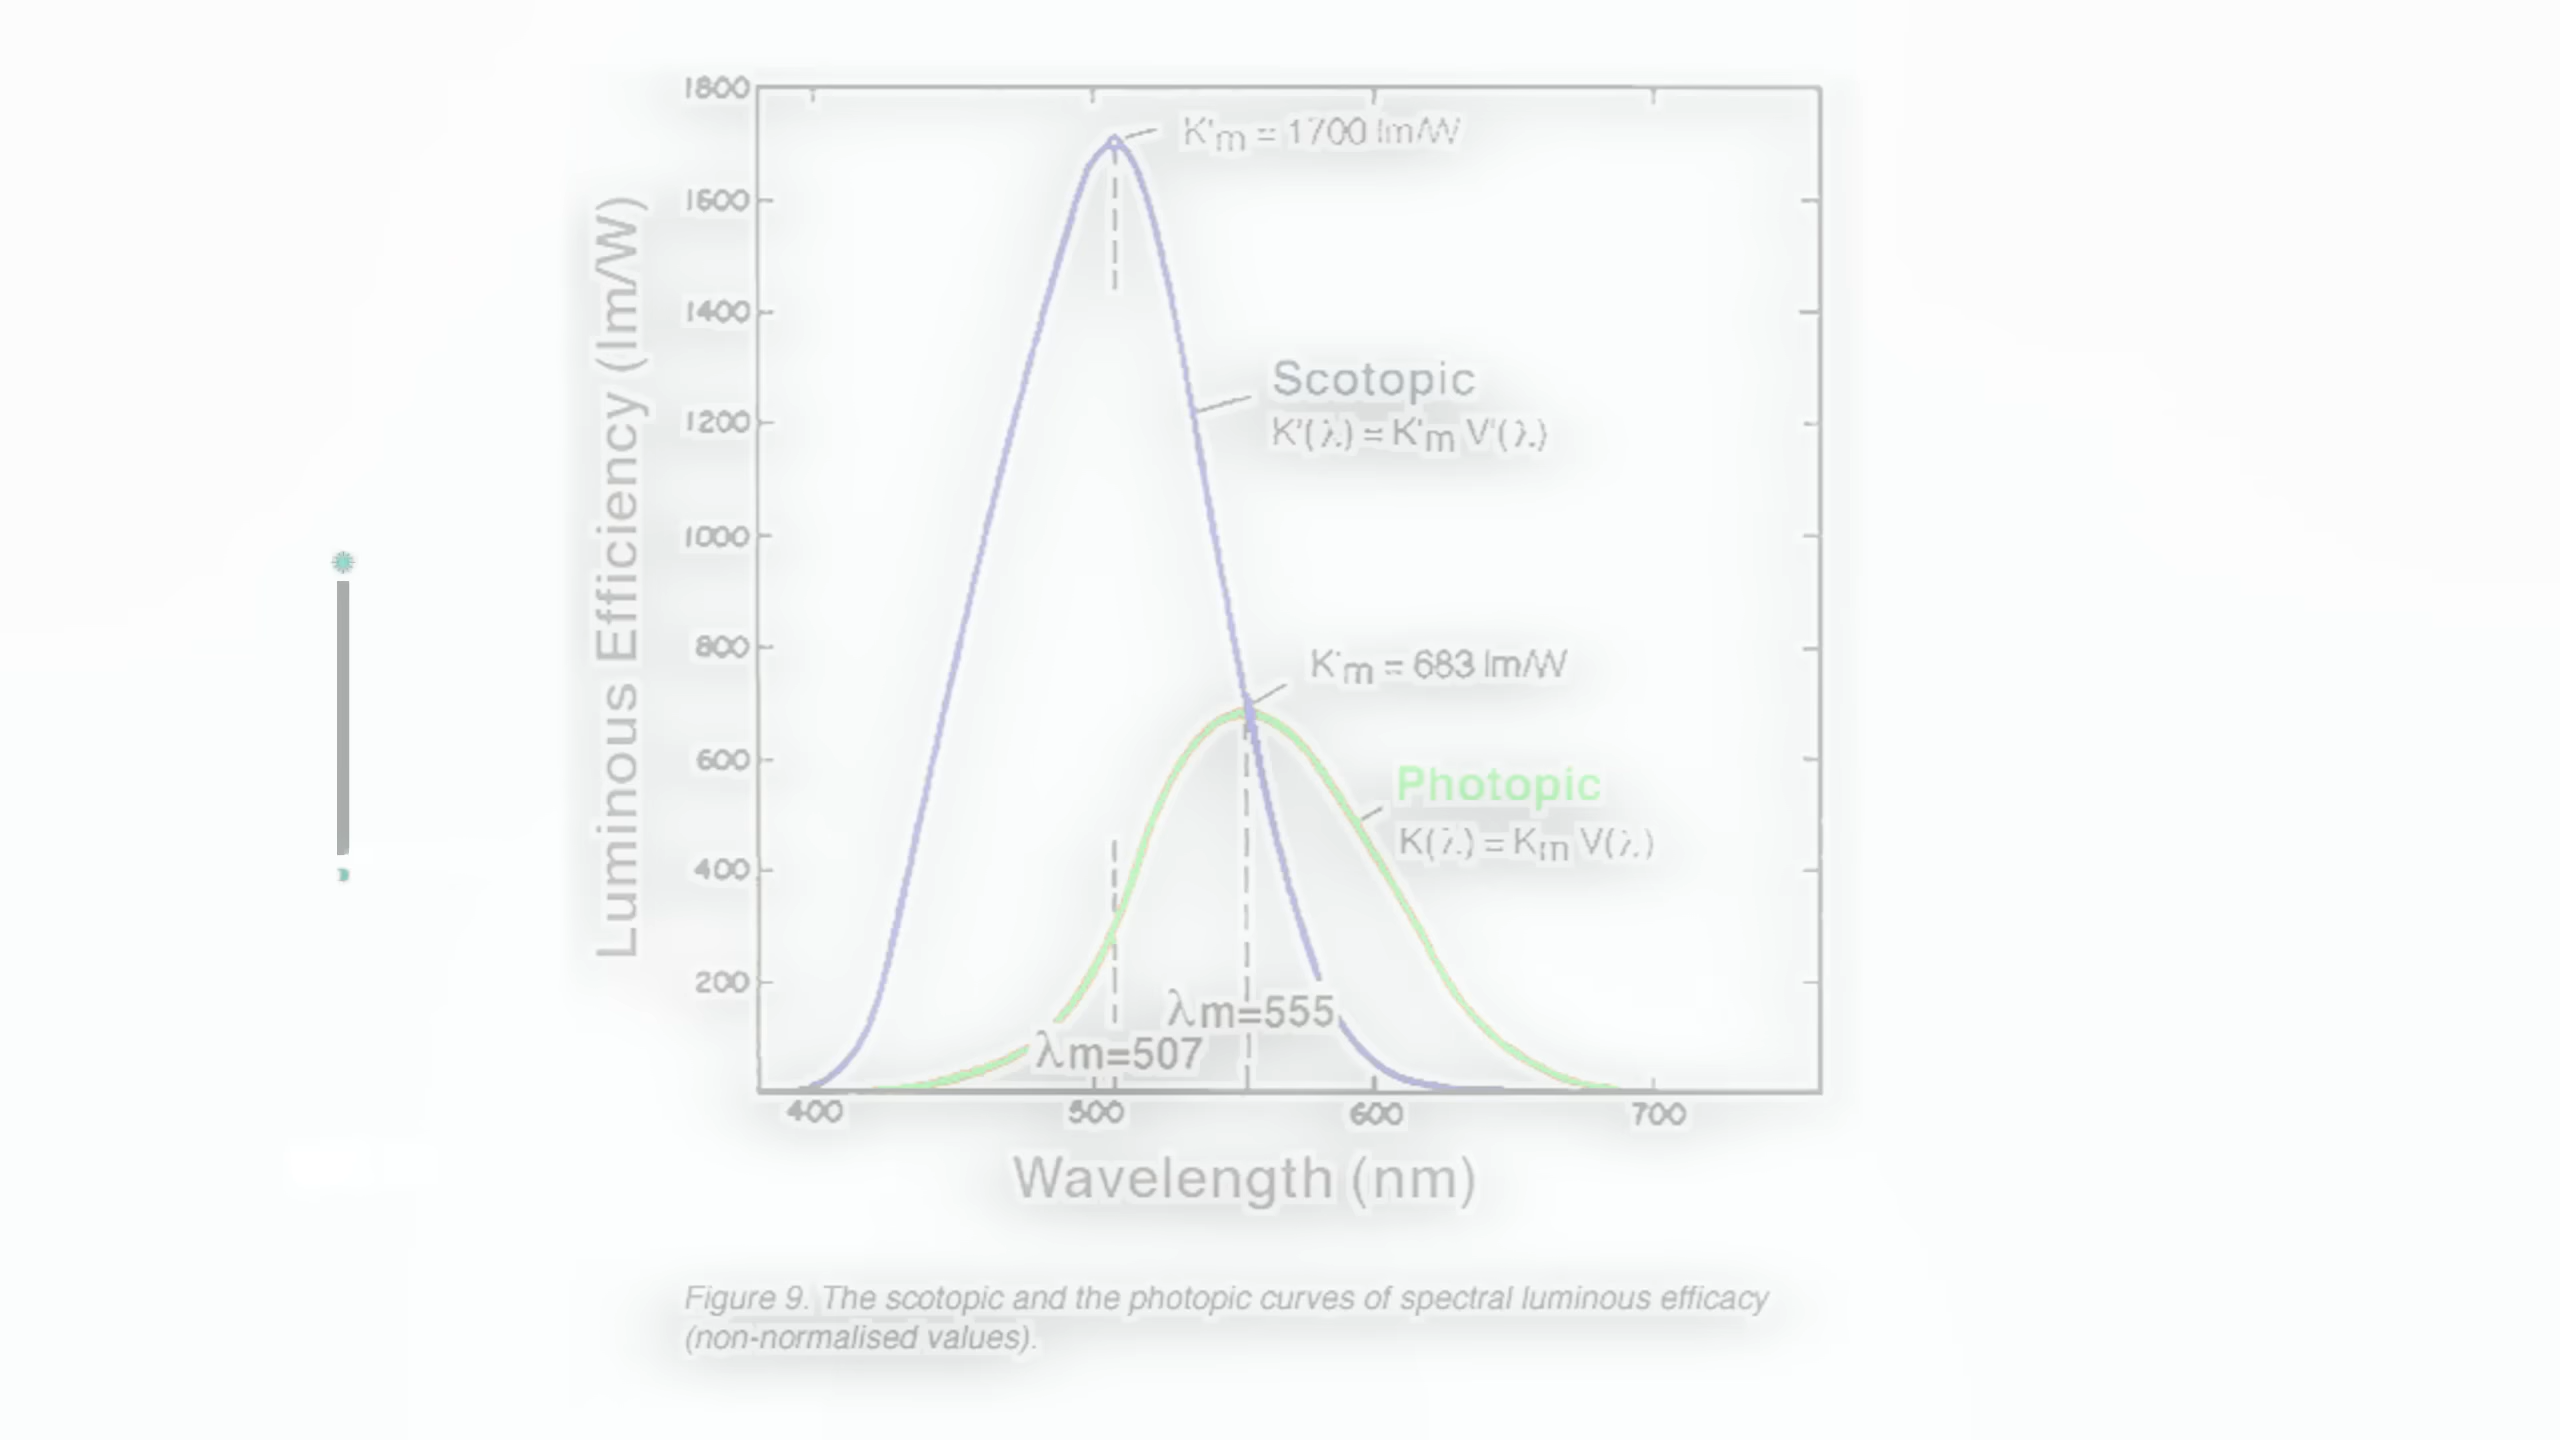 1800
1600
1400
1200
1000
800
600
400
200
Luminous Efficiency (lm/W)
K'm = 1700 lm/W
Scotopic
K'(λ) = K'm V'(λ)
K'm = 683 lm/W
Photopic
K(λ) = Km V(λ)
λm=555
λm=507
400 500 600 700
Wavelength (nm)
Figure 9. The scotopic and the photopic curves of spectral luminous efficacy
(non-normalised values).